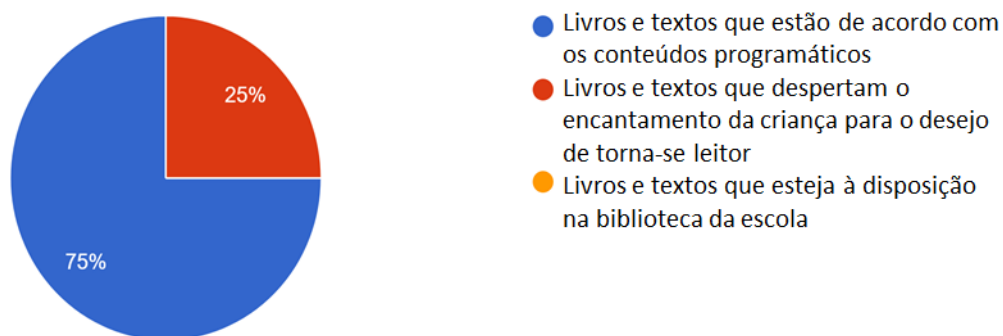 25%
75%
Livros e textos que estão de acordo com
os conteúdos programáticos
Livros e textos que despertam o
encantamento da criança para o desejo
de torna-se leitor
Livros e textos que esteja à disposição
na biblioteca da escola